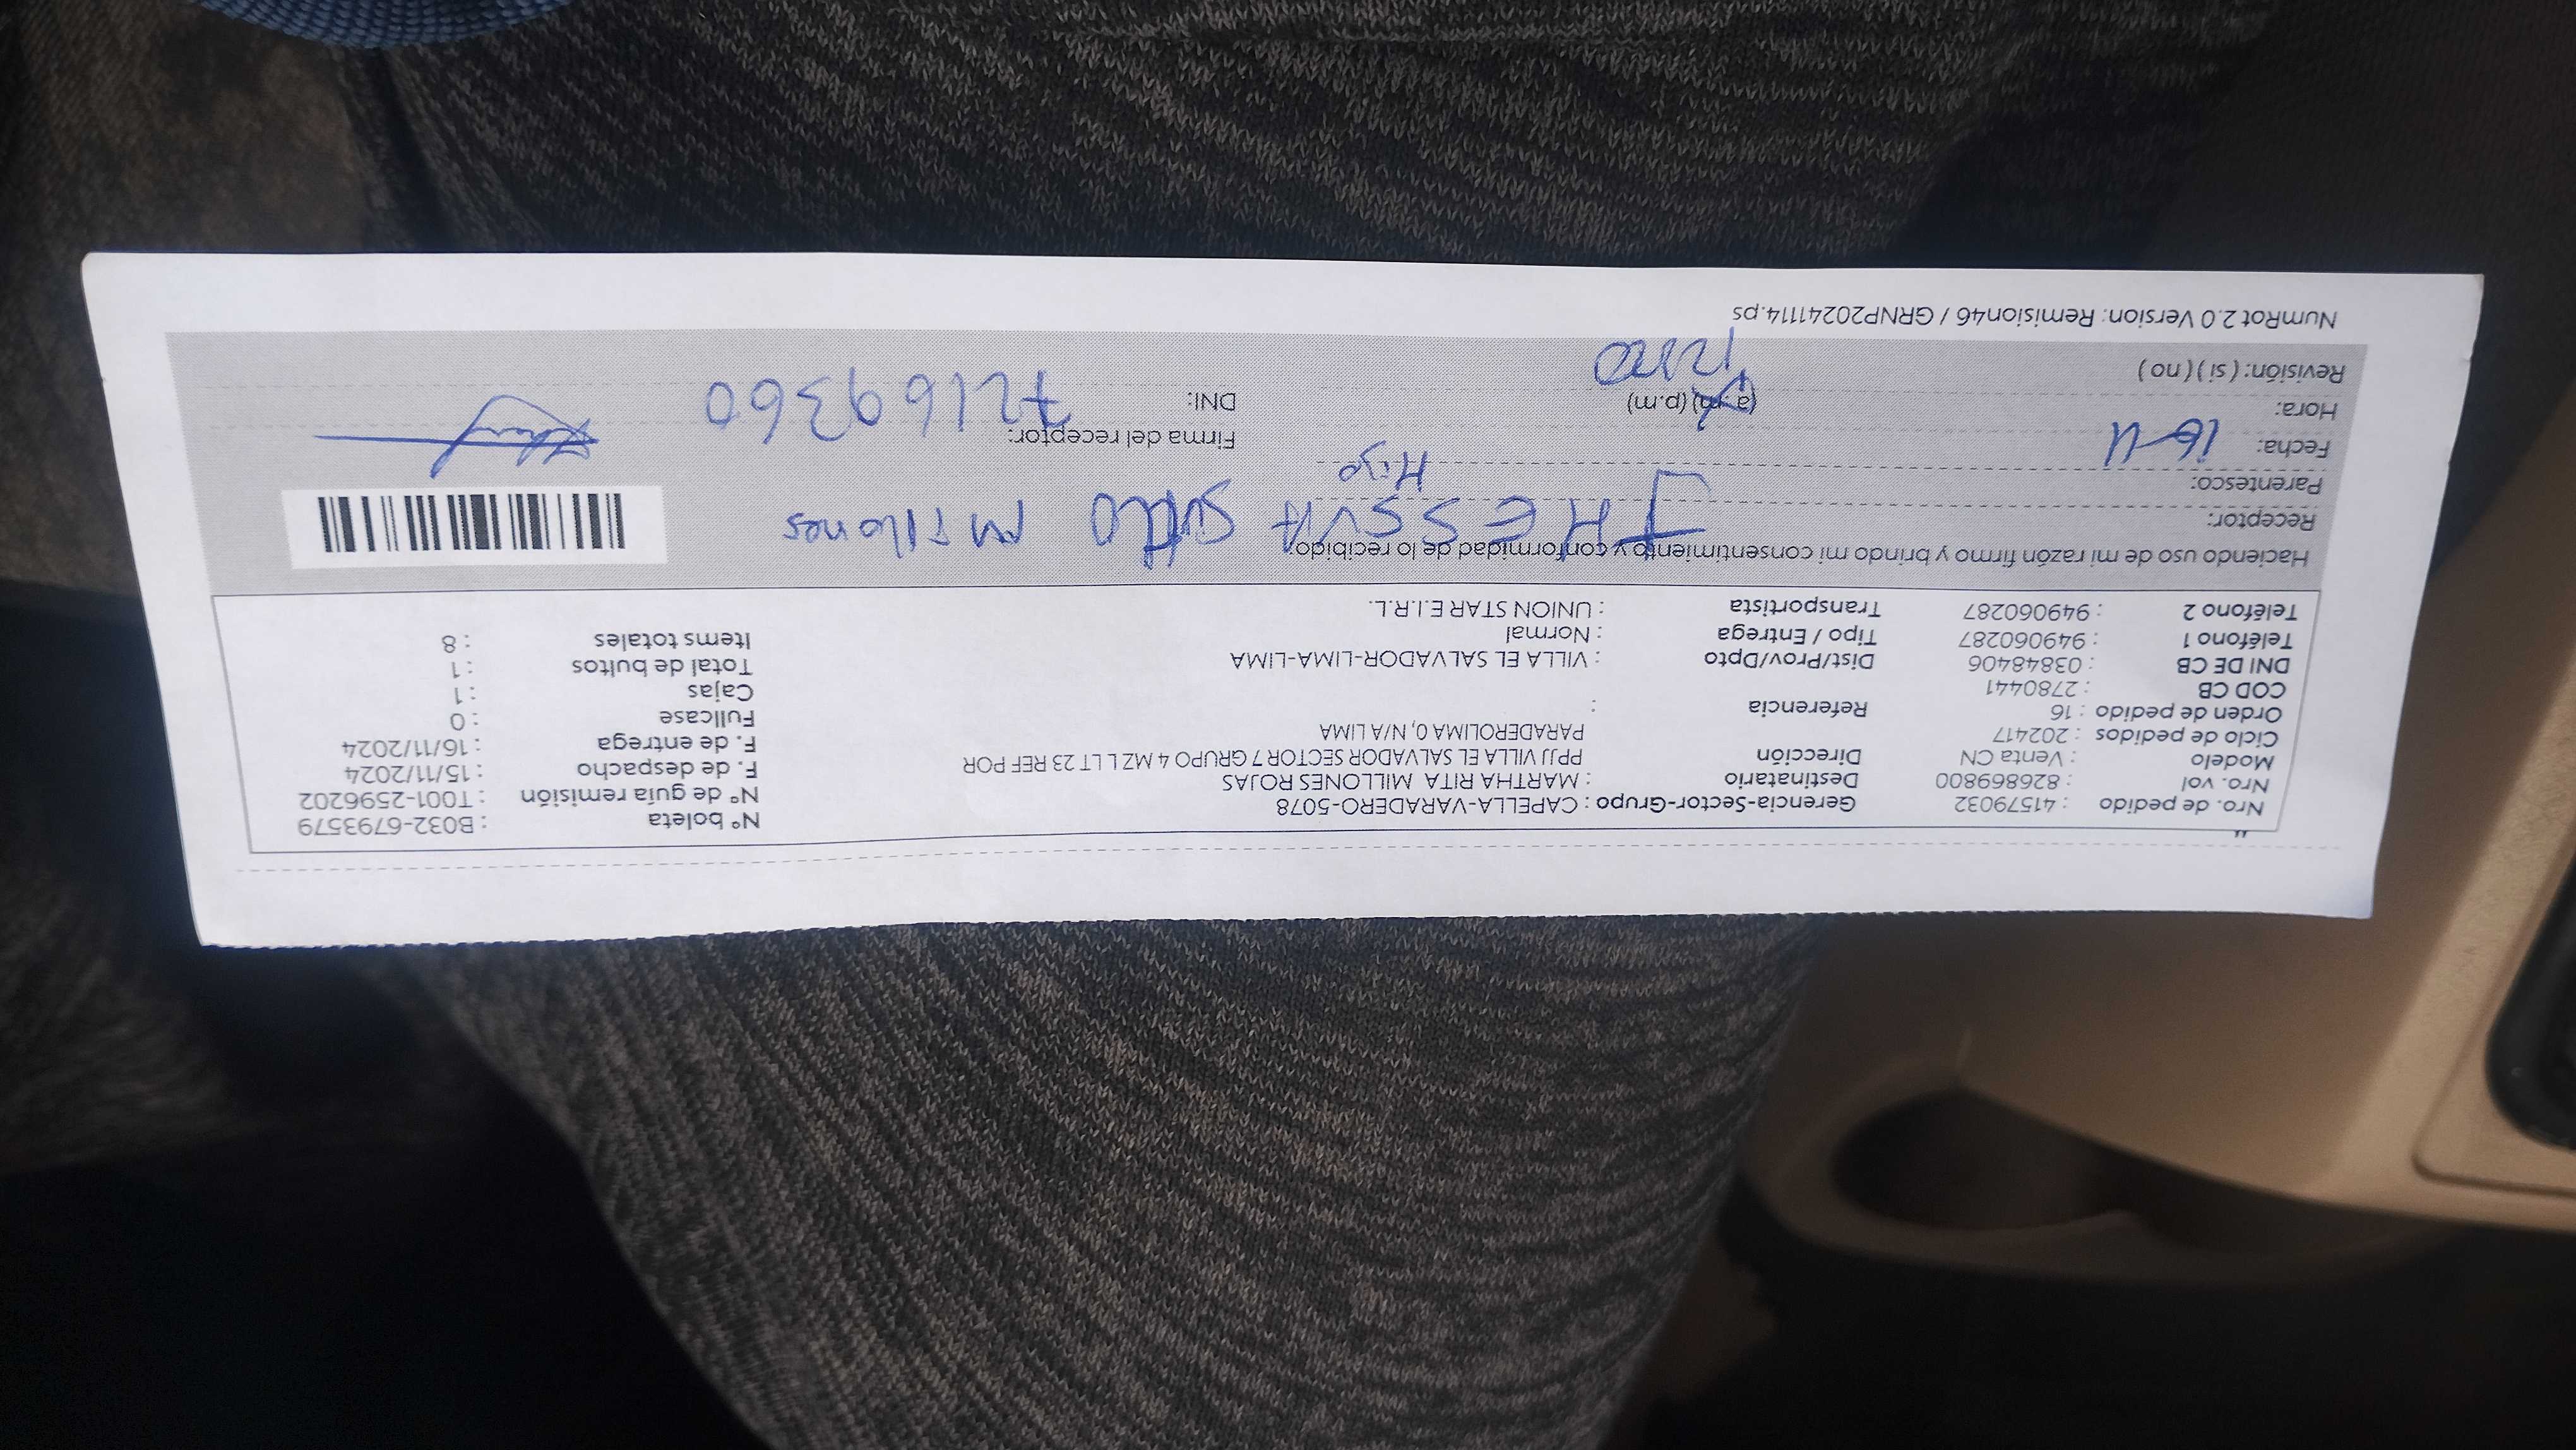 "
Nro. de pedido : 41579032 Gerencia-Sector-Grupo : CAPELLA-VARADERO-5078 N° boleta : B032-6793579
Nro. vol : 826869800 Destinatario : MARTHA RITA MILLONES ROJAS N° de guía remisión : T001-2596202
Modelo : Venta CN Dirección PPJJ VILLA EL SALVADOR SECTOR 7 GRUPO 4 MZ L LT 23 REF POR F. de despacho : 15/11/2024
Ciclo de pedidos : 202417 PARADEROLIMA 0, N/A LIMA F. de entrega : 16/11/2024
Orden de pedido : 16 Referencia : Fullcase : 0
COD CB : 2780441 Cajas : 1
DNI DE CB : 03848406 Dist/Prov/Dpto : VILLA EL SALVADOR-LIMA-LIMA Total de bultos : 1
Teléfono 1 : 949060287 Tipo / Entrega : Normal Items totales : 8
Teléfono 2 : 949060287 Transportista : UNION STAR E.I.R.L.
Haciendo uso de mi razón firmo y brindo mi consentimiento y conformidad de lo recibido.
Receptor: Millones
Parentesco: Hijo
Fecha: 16-11 Firma del receptor:
Hora: (a.m) (p.m) 12:00 DNI: 72169360
Revisión: ( si ) ( no )
NumRot 2.0 Version: Remision46 / GRNP20241114.ps